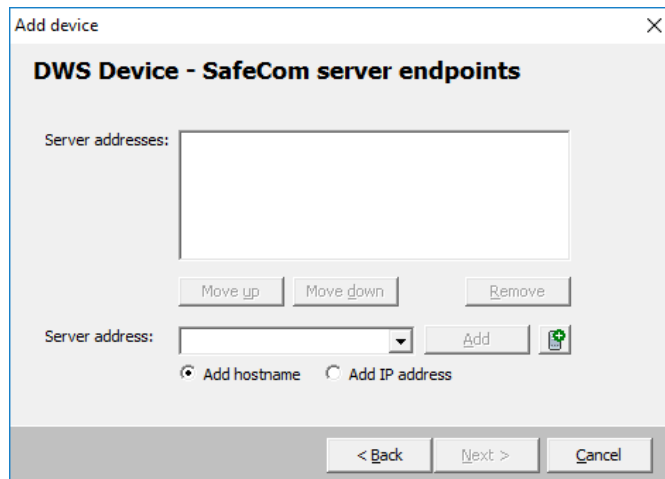 Add device
DWS Device - SafeCom server endpoints
Server addresses:
Move up Move down Remove
Server address: Add
Add hostname Add IP address
< Back Next > Cancel